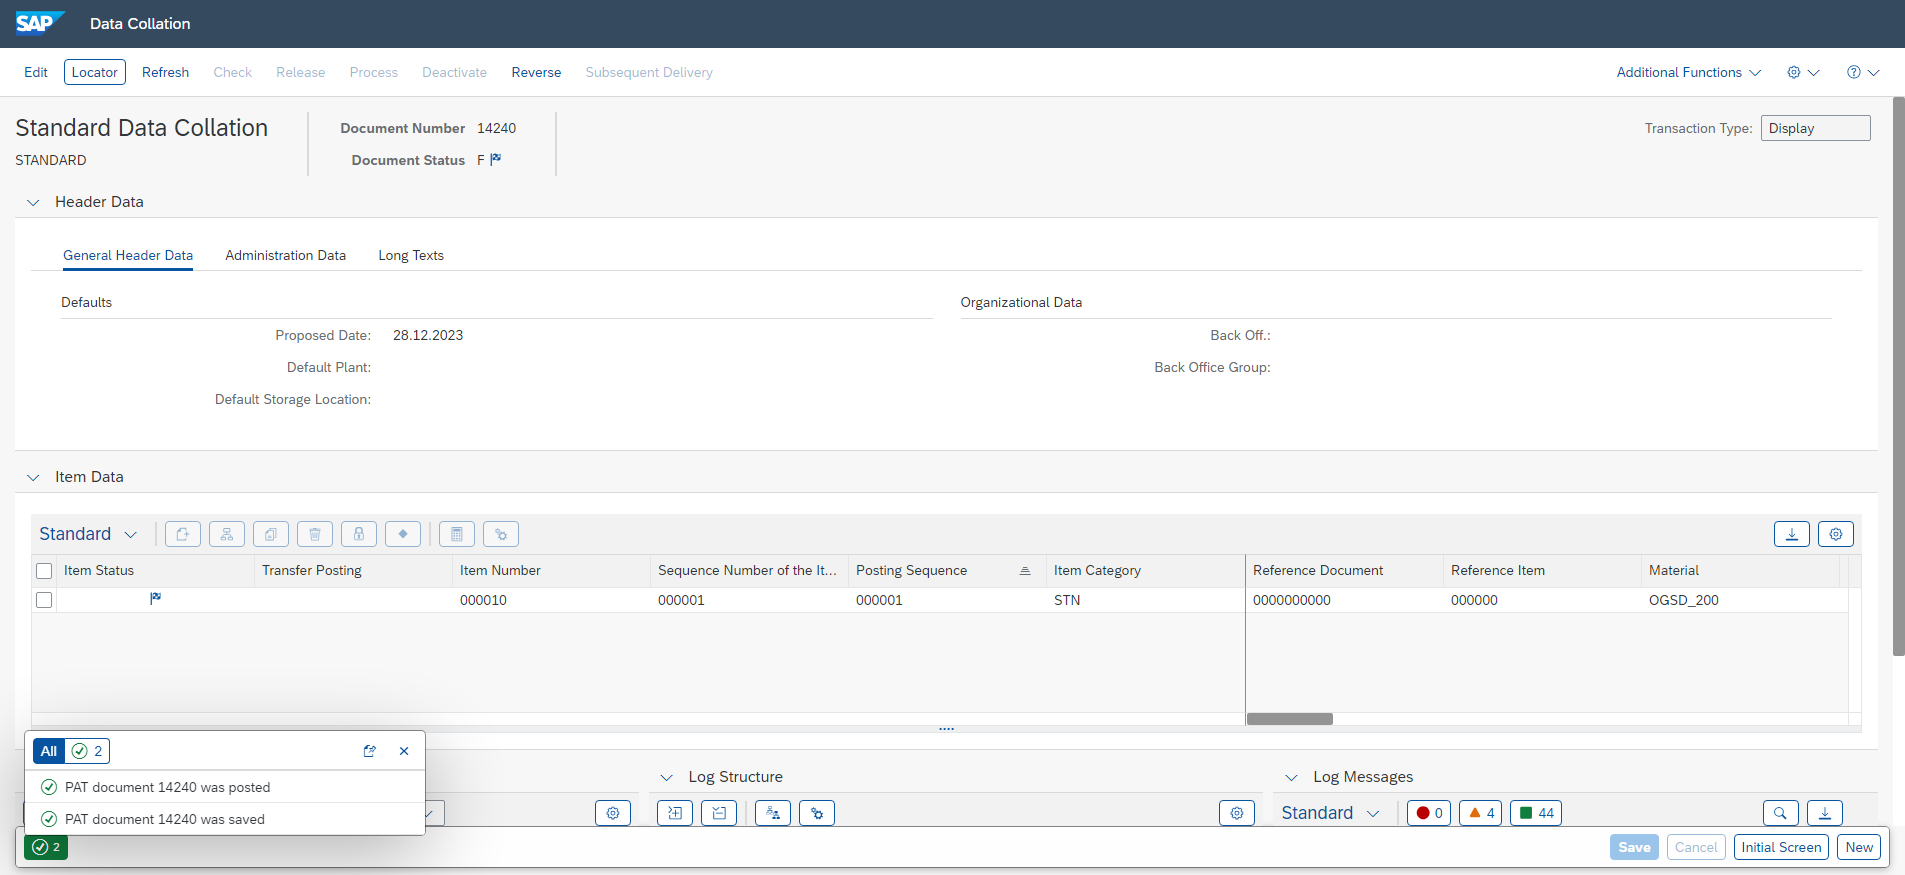 SAP Data Collation
Edit Locator Refresh Check Release Process Deactivate Reverse Subsequent Delivery Additional Functions
Standard Data Collation
STANDARD
Document Number 14240
Document Status F
Transaction Type: Display
Header Data
General Header Data Administration Data Long Texts
Defaults
Proposed Date: 28.12.2023
Default Plant:
Default Storage Location:
Organizational Data
Back Off.:
Back Office Group:
Item Data
Standard
Item Status Transfer Posting Item Number Sequence Number of the It... Posting Sequence Item Category Reference Document Reference Item Material
000010 000001 000001 STN 0000000000 000000 OGSD_200
All 2
PAT document 14240 was posted
PAT document 14240 was saved
Log Structure
Log Messages
Standard 0 4 44
2
Save Cancel Initial Screen New